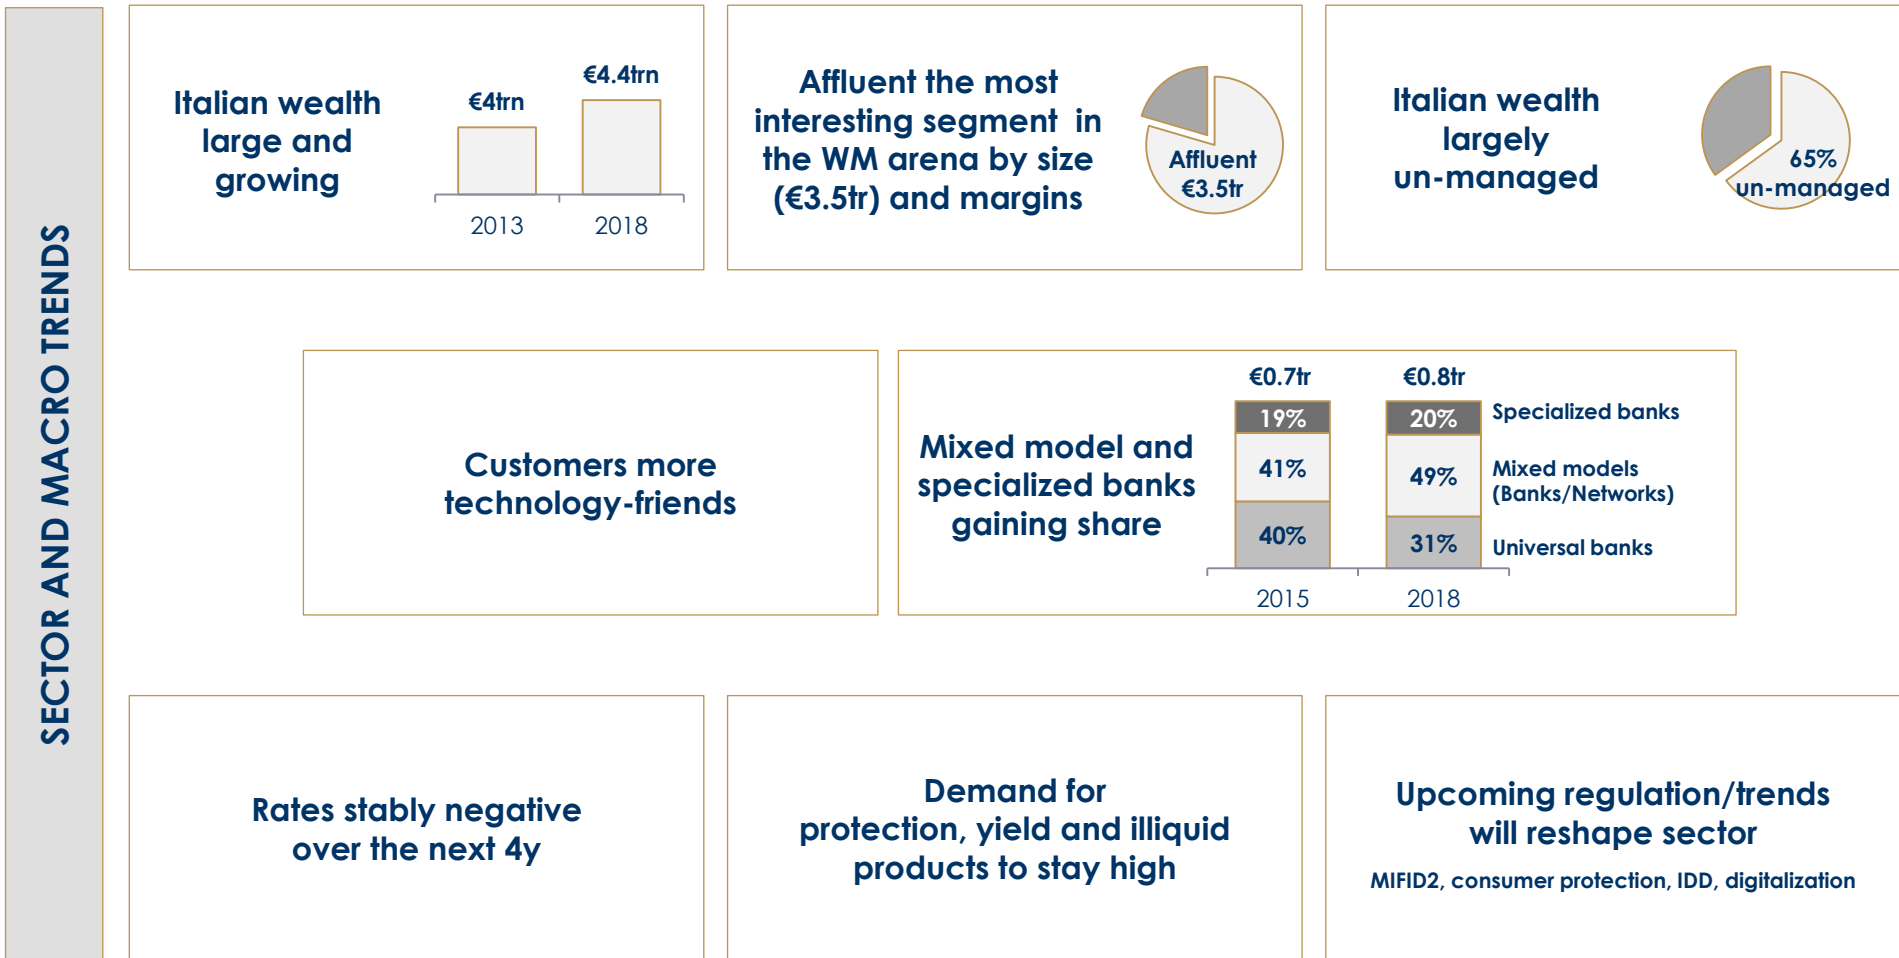 SECTOR AND MACRO TRENDS
Italian wealth
large and
growing
€4trn
€4.4trn
2013
2018
Affluent the most
interesting segment in
the WM arena by size
(€3.5tr) and margins
Affluent
€3.5tr
Italian wealth
largely
un-managed
65%
un-managed
Customers more
technology-friends
Mixed model and
specialized banks
gaining share
€0.7tr
€0.8tr
19%
20%
Specialized banks
41%
49%
Mixed models
(Banks/Networks)
40%
31%
Universal banks
2015
2018
Rates stably negative
over the next 4y
Demand for
protection, yield and illiquid
products to stay high
Upcoming regulation/trends
will reshape sector
MIFID2, consumer protection, IDD, digitalization